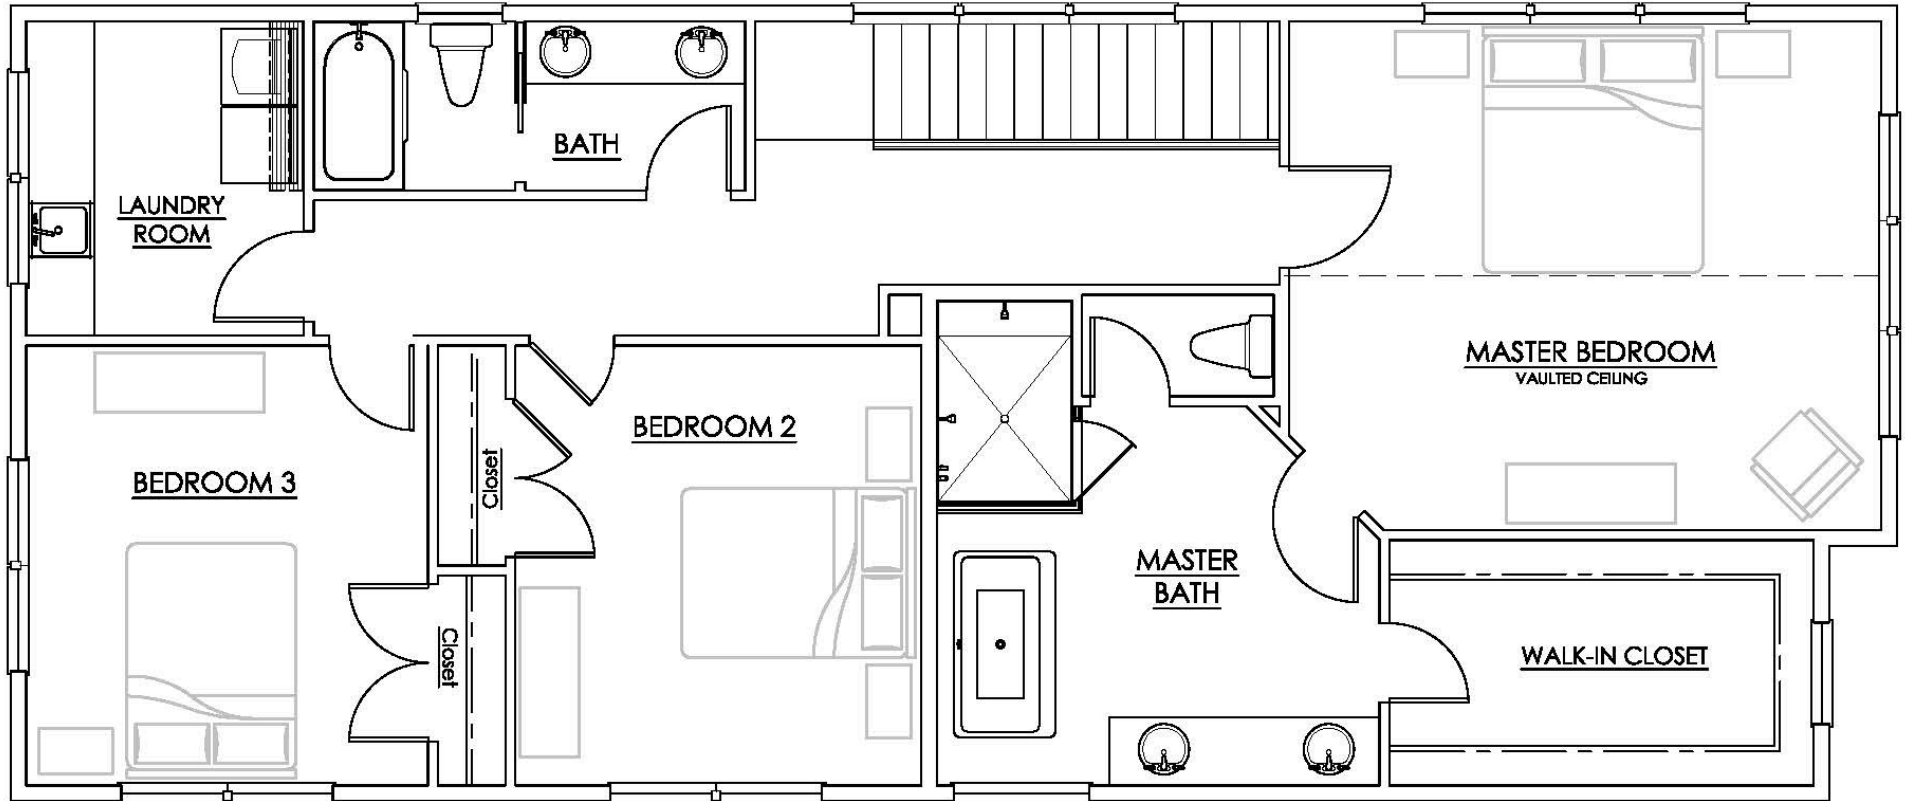 BATH
LAUNDRY
ROOM
MASTER BEDROOM
VAULTED CEILING
BEDROOM 2
BEDROOM 3
Closet
MASTER
BATH
Closet
WALK-IN CLOSET